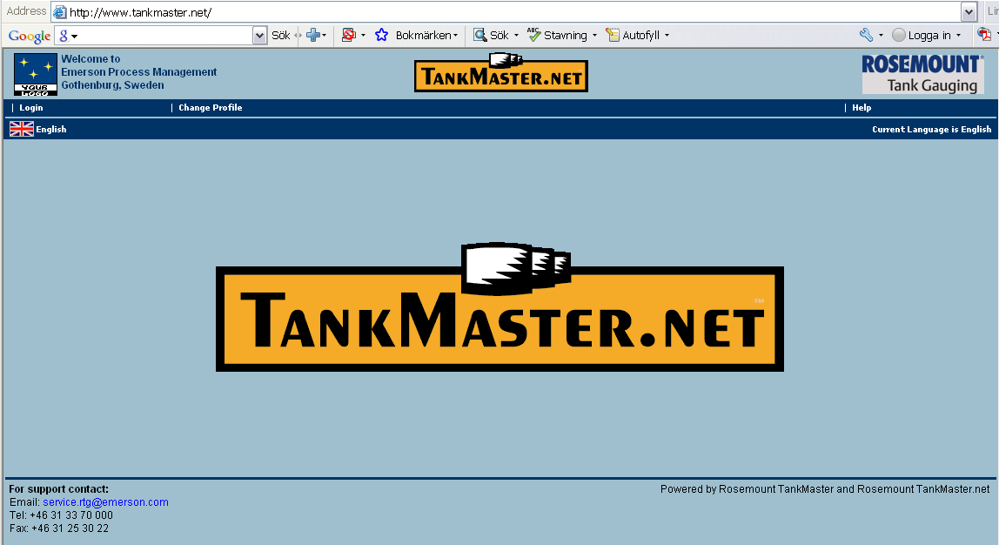 Address http://www.tankmaster.net/
Google g Sök Bokmärken Sök ABC Stavning Autofyll Logga in
Welcome to
Emerson Process Management
Gothenburg, Sweden
YOUR LOGO
TANKMASTER.NET
ROSEMOUNT
Tank Gauging
| Login | Change Profile | Help
English Current Language is English
TANKMASTER.NET™
For support contact:
Email: service.rtg@emerson.com
Tel: +46 31 33 70 000
Fax: +46 31 25 30 22
Powered by Rosemount TankMaster and Rosemount TankMaster.net